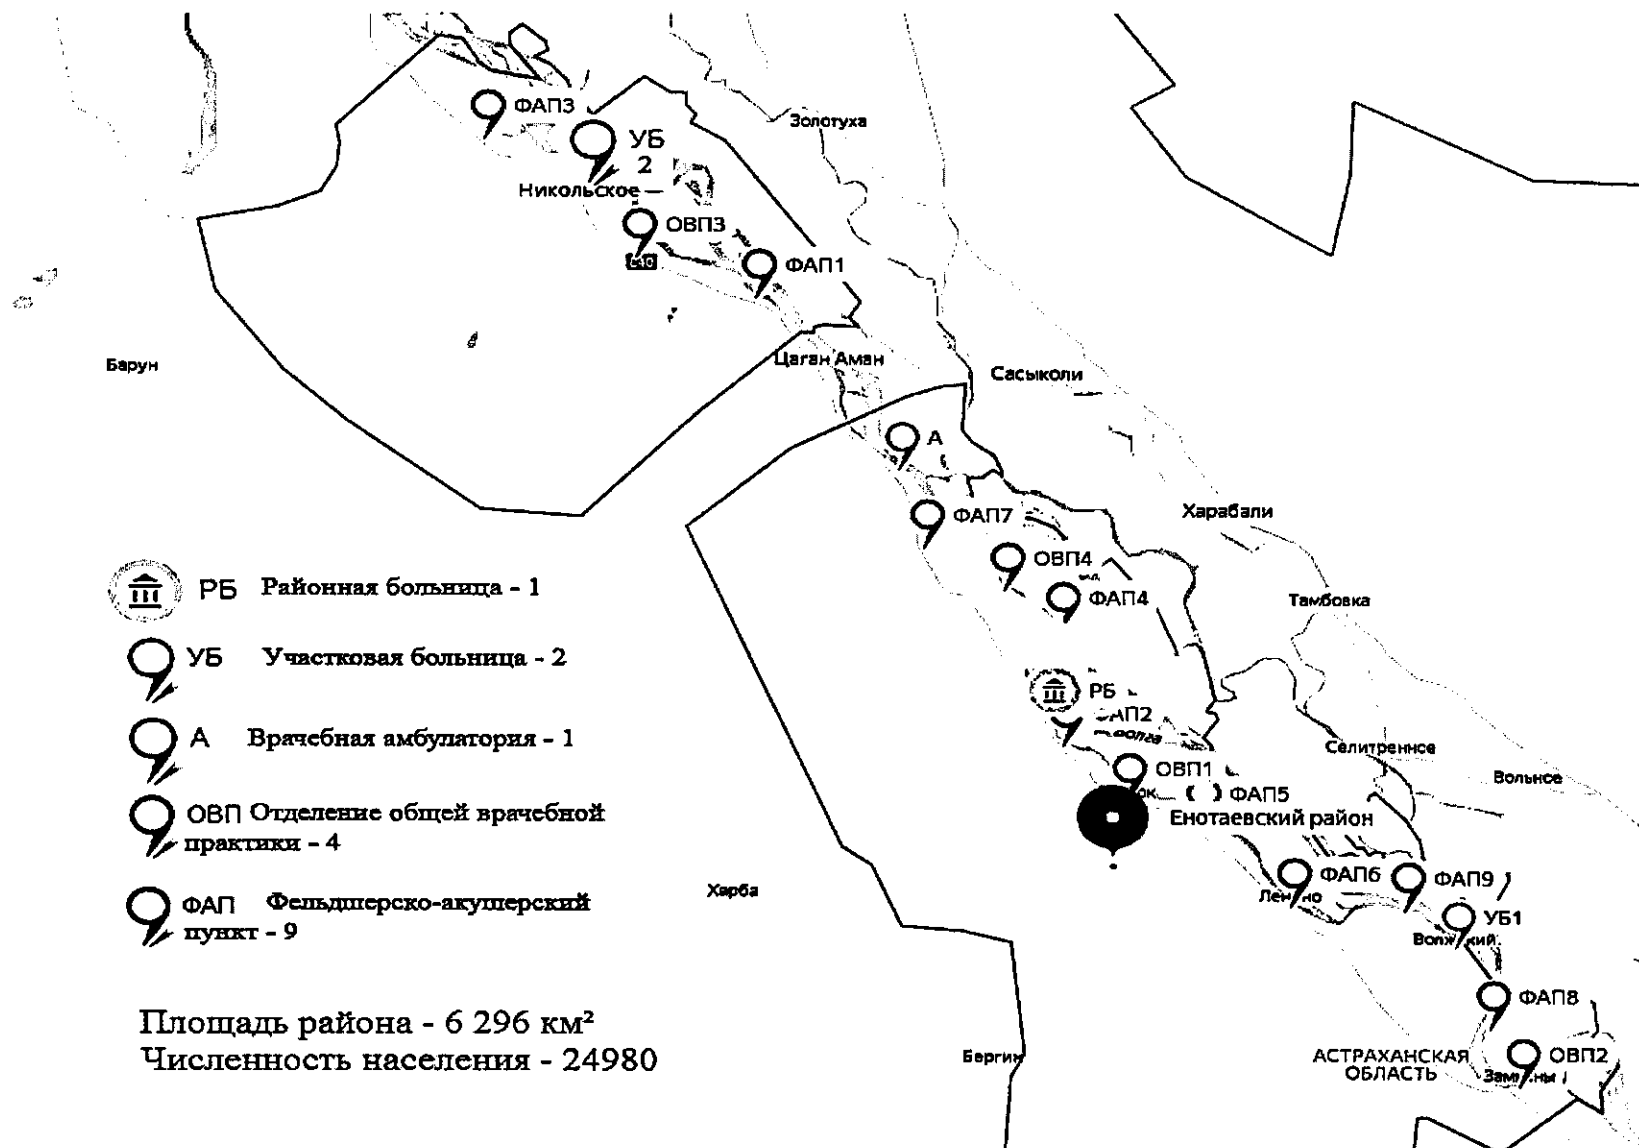 ФАП3
Золотуха
УБ
2
Никольское
ОВП3
ФАП1
Барун
Цаган Аман
Сасыколи
А
ФАП7
Харабали
ОВП4
ФАП4
Тамбовка
РБ Районная больница - 1
УБ Участковая больница - 2
А Врачебная амбулатория - 1
ОВП Отделение общей врачебной
практики - 4
ФАП Фельдшерско-акушерский
пункт - 9
РБ
АП2
Селитренное
Вольное
ОВП1
ФАП5
Енотаевский район
Харба
ФАП6
ФАП9
УБ1
ФАП8
Площадь района - 6 296 км²
Численность населения - 24980
Бергин
АСТРАХАНСКАЯ
ОБЛАСТЬ
ОВП2